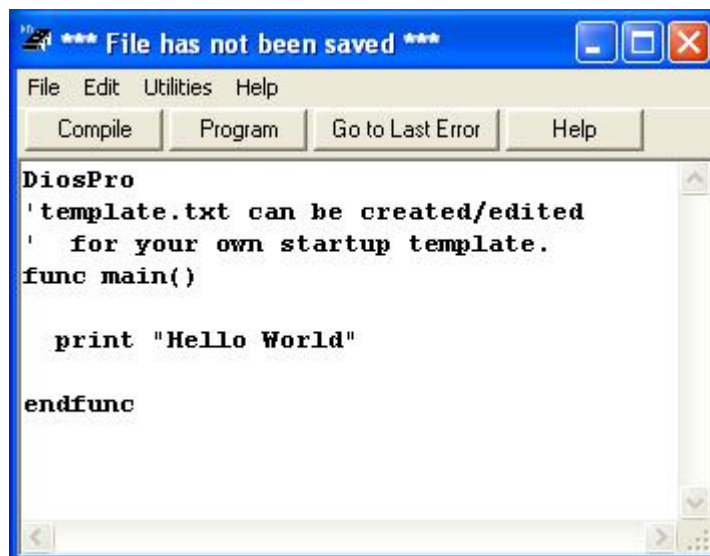 *** File has not been saved ***
File Edit Utilities Help
Compile Program Go to Last Error Help
DiosPro
'template.txt can be created/edited
'  for your own startup template.
func main()
  print "Hello World"
endfunc